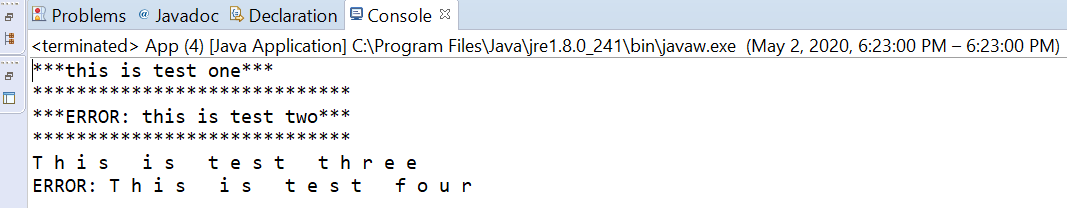 Problems @ Javadoc Declaration Console
<terminated> App (4) [Java Application] C:\Program Files\Java\jre1.8.0_241\bin\javaw.exe (May 2, 2020, 6:23:00 PM – 6:23:00 PM)
***this is test one***
*****************************
***ERROR: this is test two***
*****************************
T h i s   i s   t e s t   t h r e e
ERROR: T h i s   i s   t e s t   f o u r